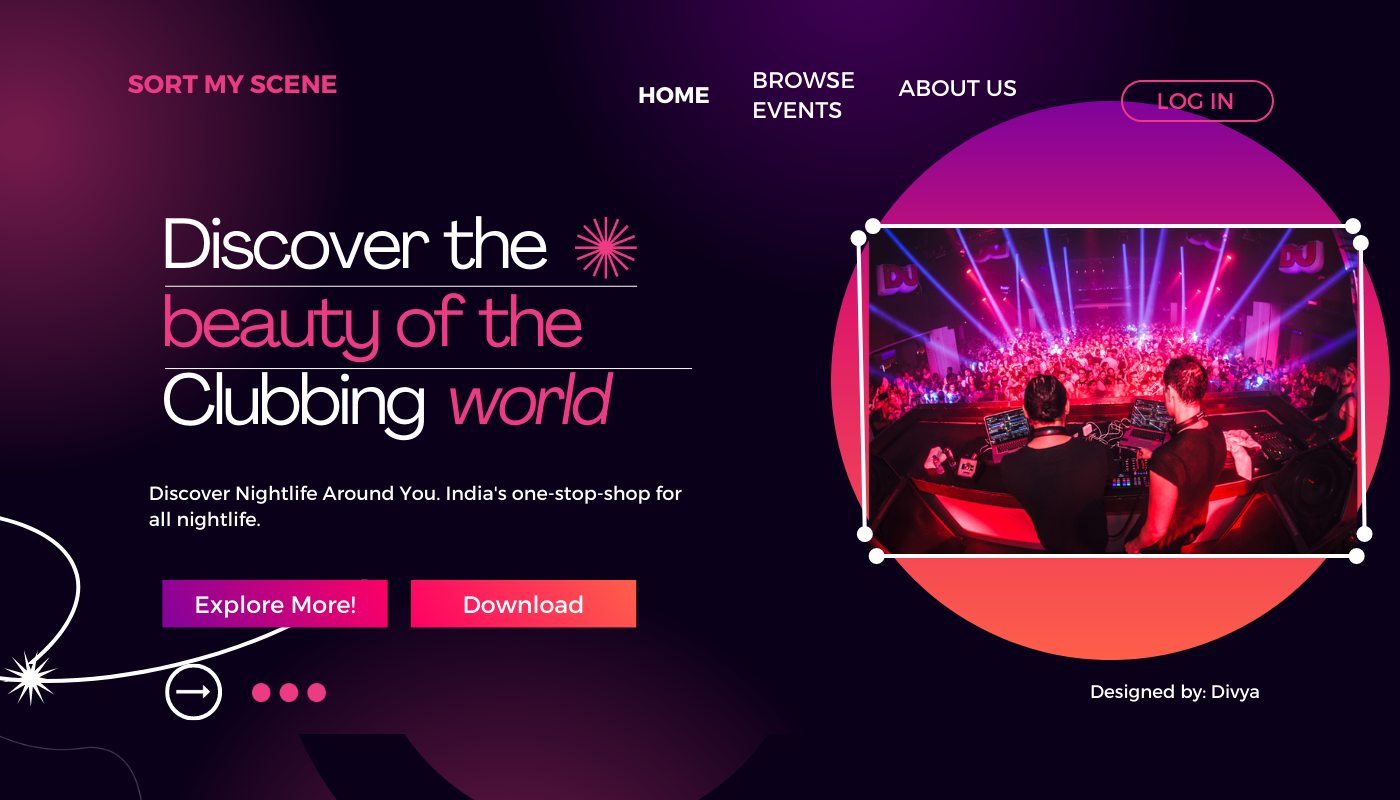 SORT MY SCENE
HOME
BROWSE
EVENTS
ABOUT US
LOG IN
Discover the
beauty of the
Clubbing world
Discover Nightlife Around You. India's one-stop-shop for
all nightlife.
Explore More!
Download
Designed by: Divya
DJ
DJ
DJ